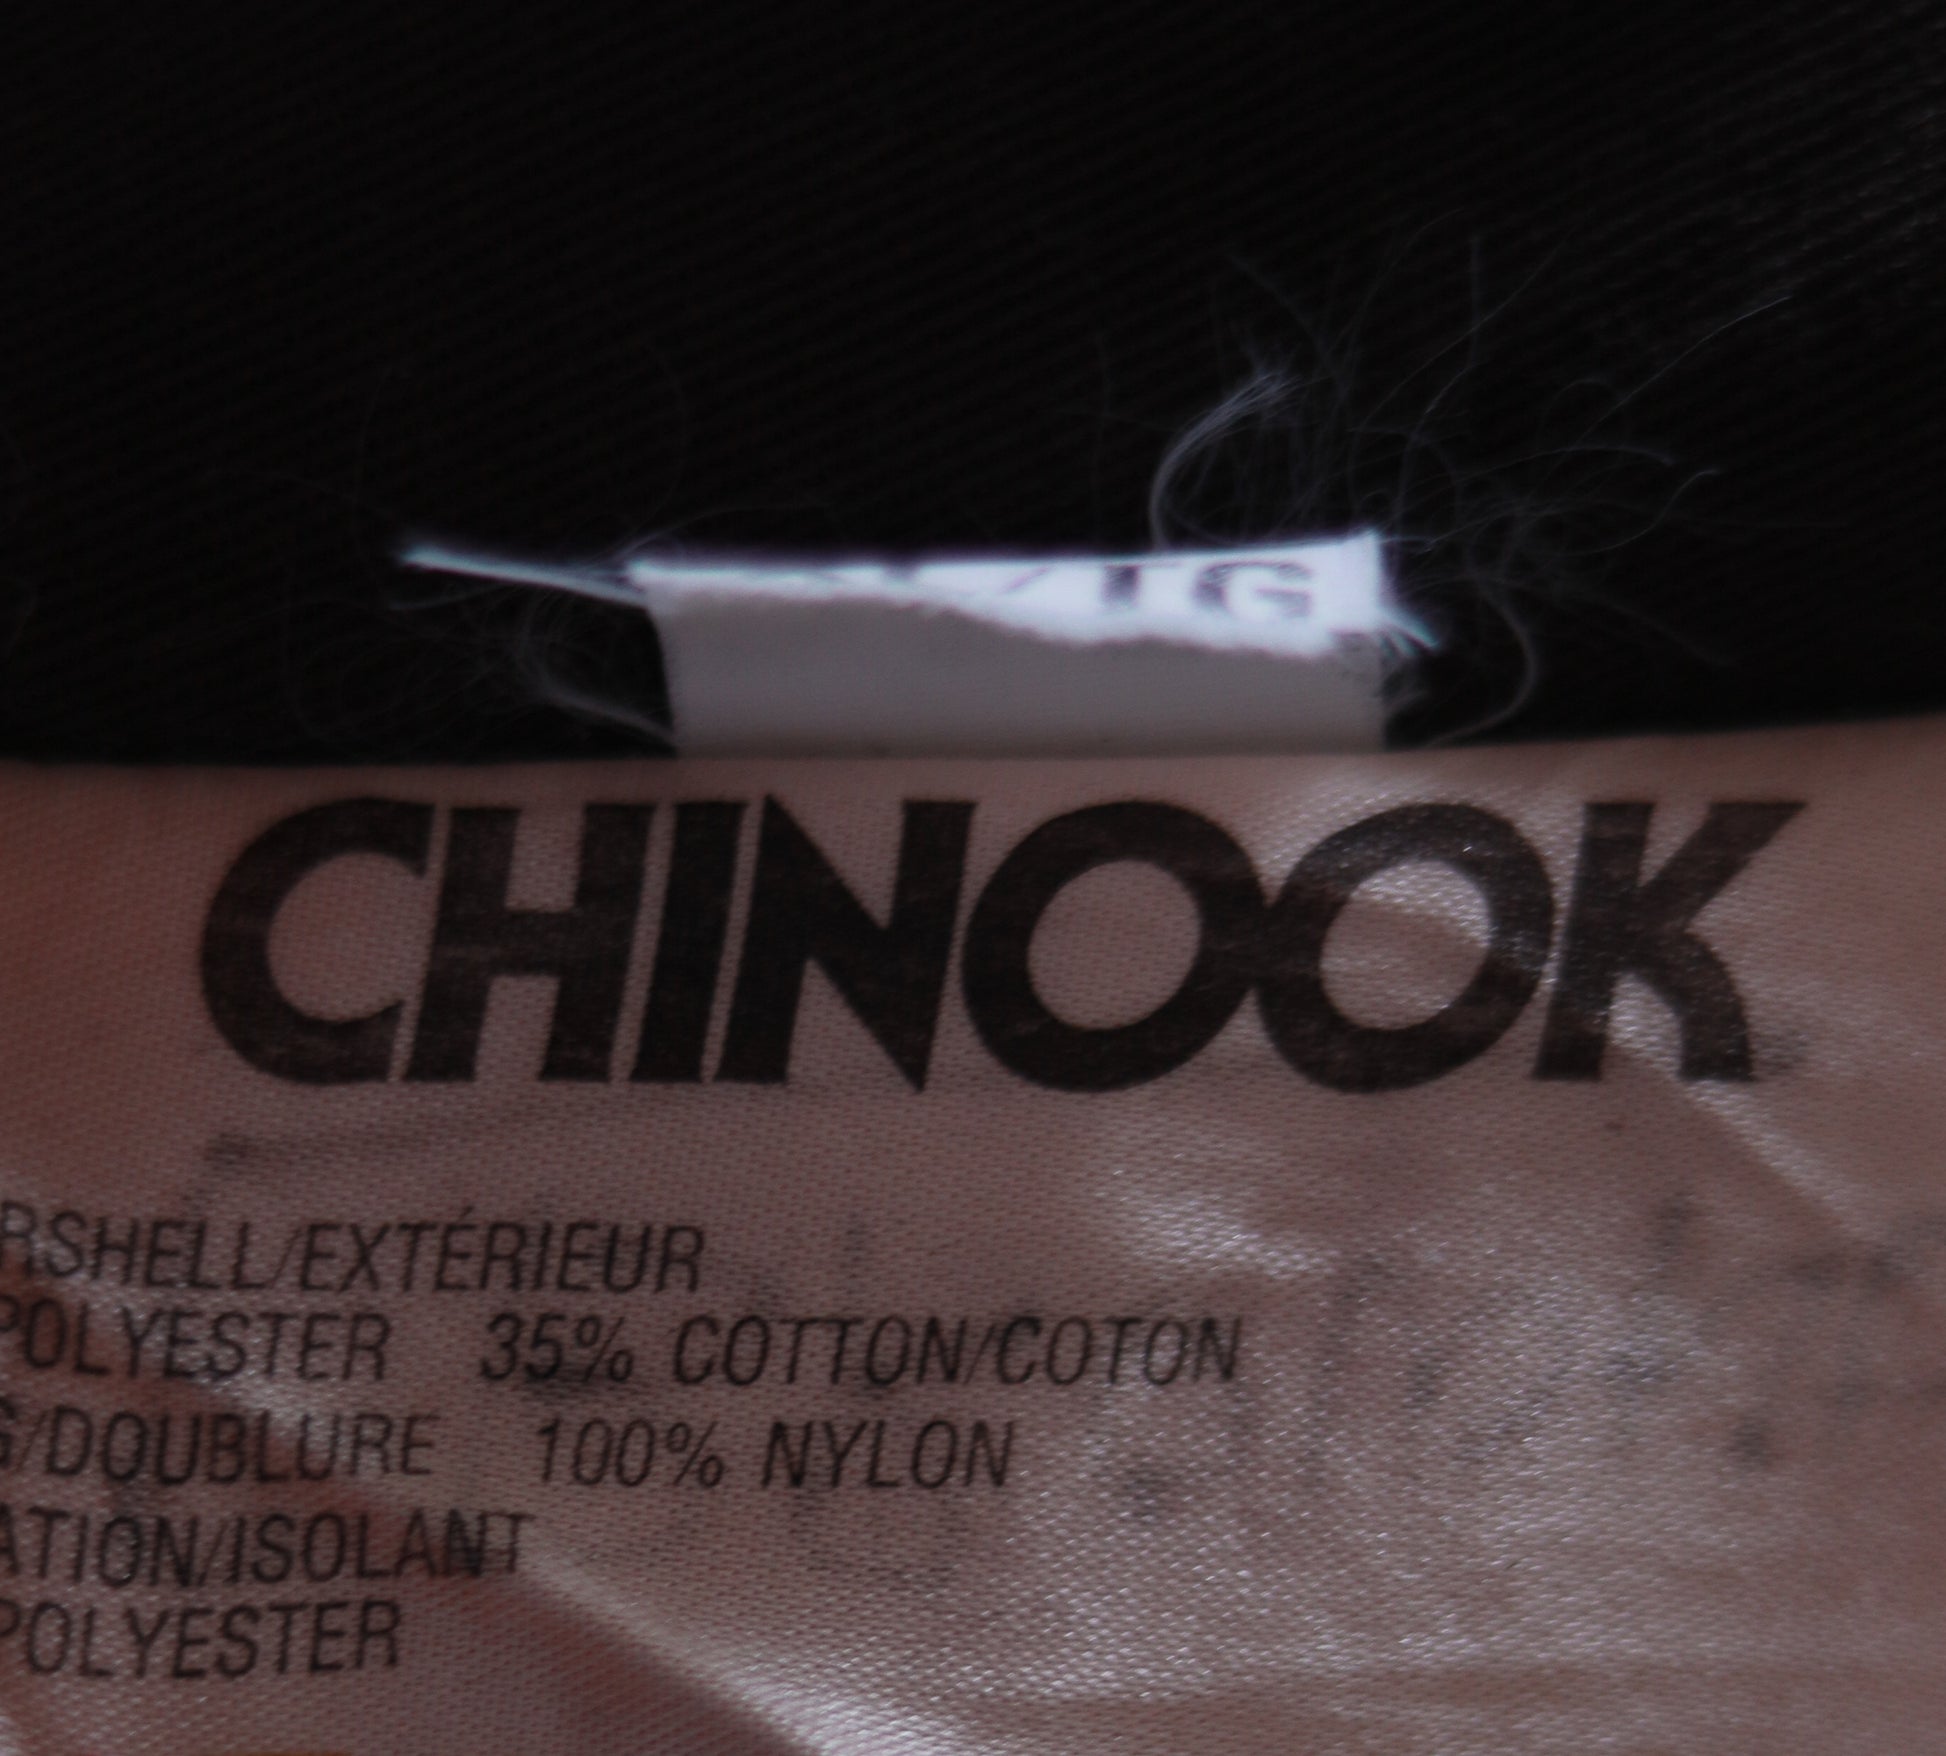 /TG
CHINOOK
RSHELL/EXTÉRIEUR
POLYESTER 35% COTTON/COTON
G/DOUBLURE 100% NYLON
ATION/ISOLANT
POLYESTER